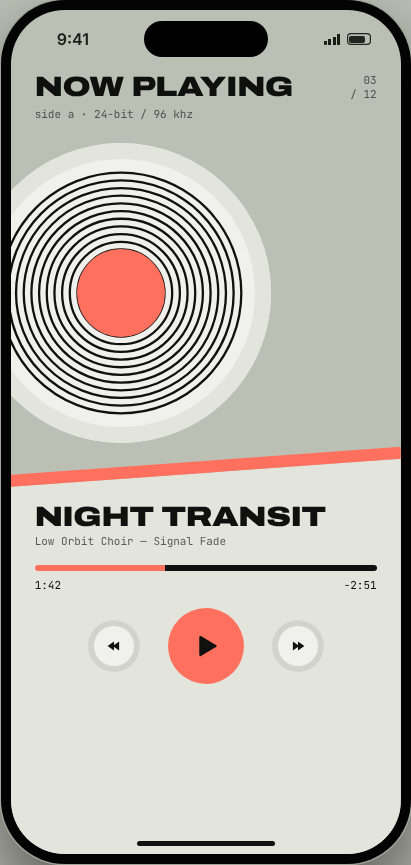 9:41
NOW PLAYING
03
/ 12
side a · 24-bit / 96 khz
NIGHT TRANSIT
Low Orbit Choir — Signal Fade
1:42
-2:51